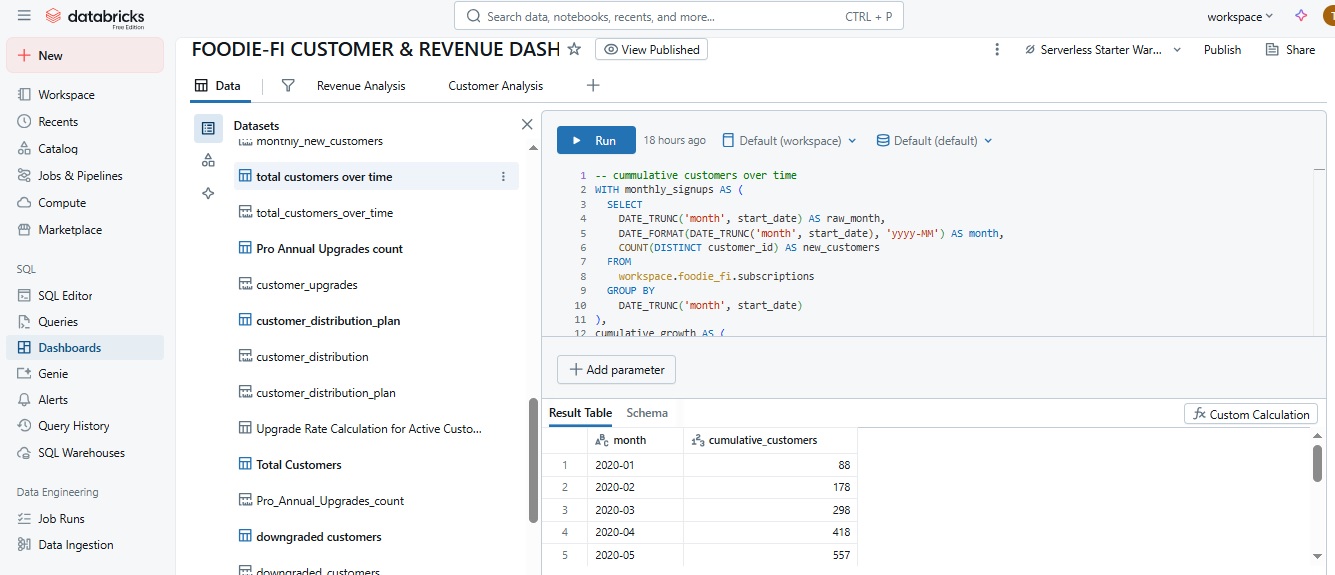 databricks
Free Edition
Search data, notebooks, recents, and more...
CTRL + P
workspace
T
New
Workspace
Recents
Catalog
Jobs & Pipelines
Compute
Marketplace
SQL
SQL Editor
Queries
Dashboards
Genie
Alerts
Query History
SQL Warehouses
Data Engineering
Job Runs
Data Ingestion
FOODIE-FI CUSTOMER & REVENUE DASH
View Published
Serverless Starter War...
Publish
Share
Data
Revenue Analysis
Customer Analysis
Datasets
monthly_new_customers
total customers over time
total_customers_over_time
Pro Annual Upgrades count
customer_upgrades
customer_distribution_plan
customer_distribution
customer_distribution_plan
Upgrade Rate Calculation for Active Custo...
Total Customers
Pro_Annual_Upgrades_count
downgraded customers
downgraded_customers
Run
18 hours ago
Default (workspace)
Default (default)
1 -- cummulative customers over time
2 WITH monthly_signups AS (
3 SELECT
4 DATE_TRUNC('month', start_date) AS raw_month,
5 DATE_FORMAT(DATE_TRUNC('month', start_date), 'yyyy-MM') AS month,
6 COUNT(DISTINCT customer_id) AS new_customers
7 FROM
8 workspace.foodie_fi.subscriptions
9 GROUP BY
10 DATE_TRUNC('month', start_date)
11 ),
12 cumulative_growth AS (
Add parameter
Result Table
Schema
fx Custom Calculation
month cumulative_customers
1 2020-01 88
2 2020-02 178
3 2020-03 298
4 2020-04 418
5 2020-05 557